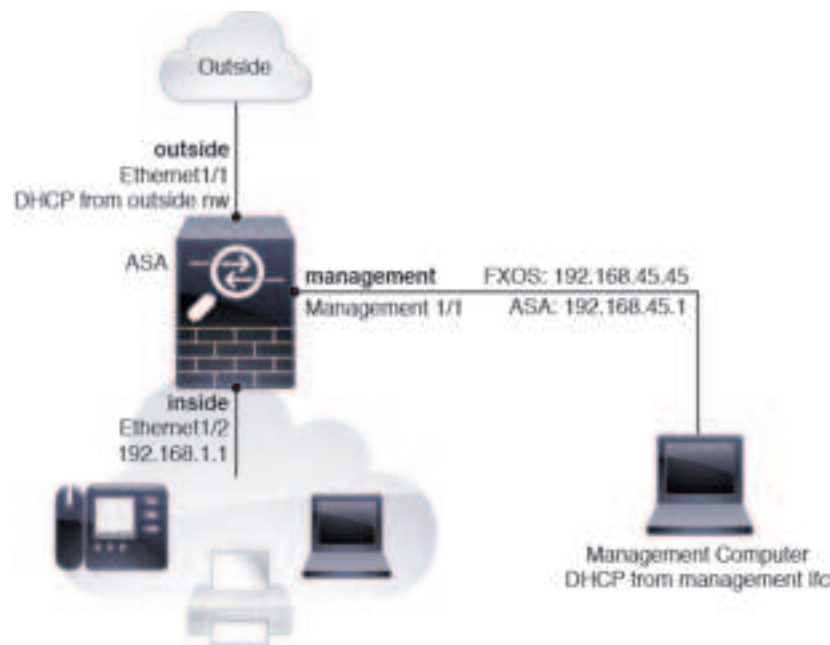 Outside
outside
Ethernet1/1
DHCP from outside nw
ASA
management
FXOS: 192.168.45.45
Management 1/1
ASA: 192.168.45.1
inside
Ethernet1/2
192.168.1.1
Management Computer
DHCP from management ifc